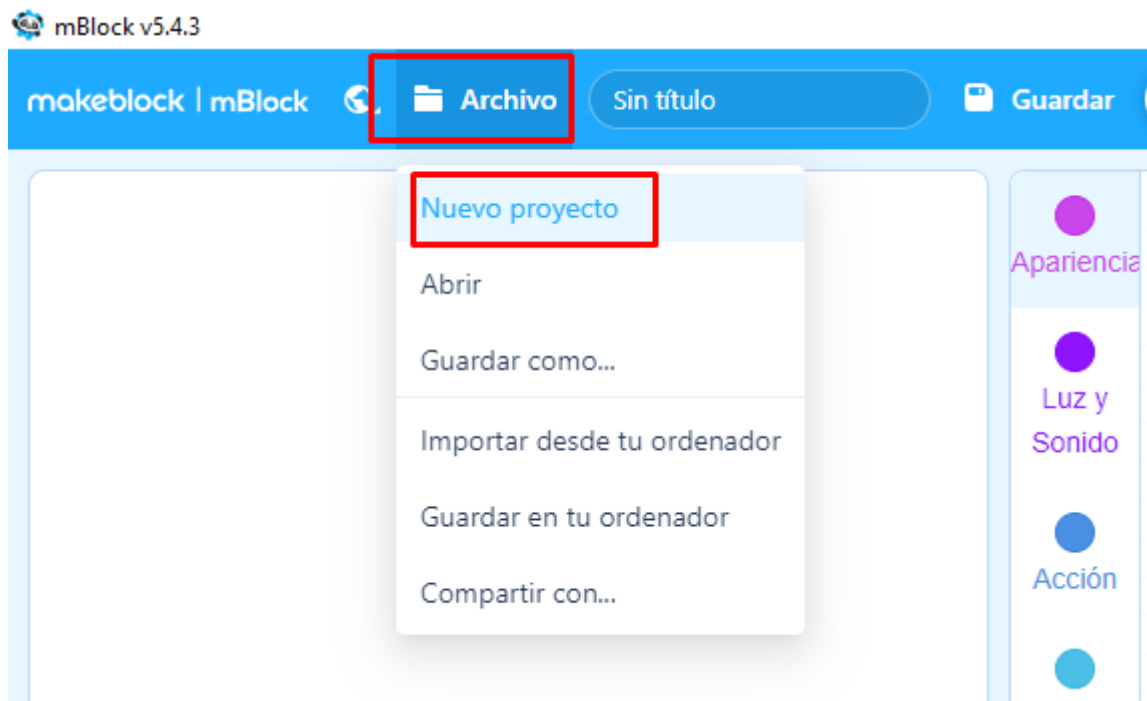 mBlock v5.4.3
makeblock | mBlock Archivo Sin título Guardar
Nuevo proyecto
Abrir
Guardar como...
Importar desde tu ordenador
Guardar en tu ordenador
Compartir con...
Apariencia
Luz y
Sonido
Acción